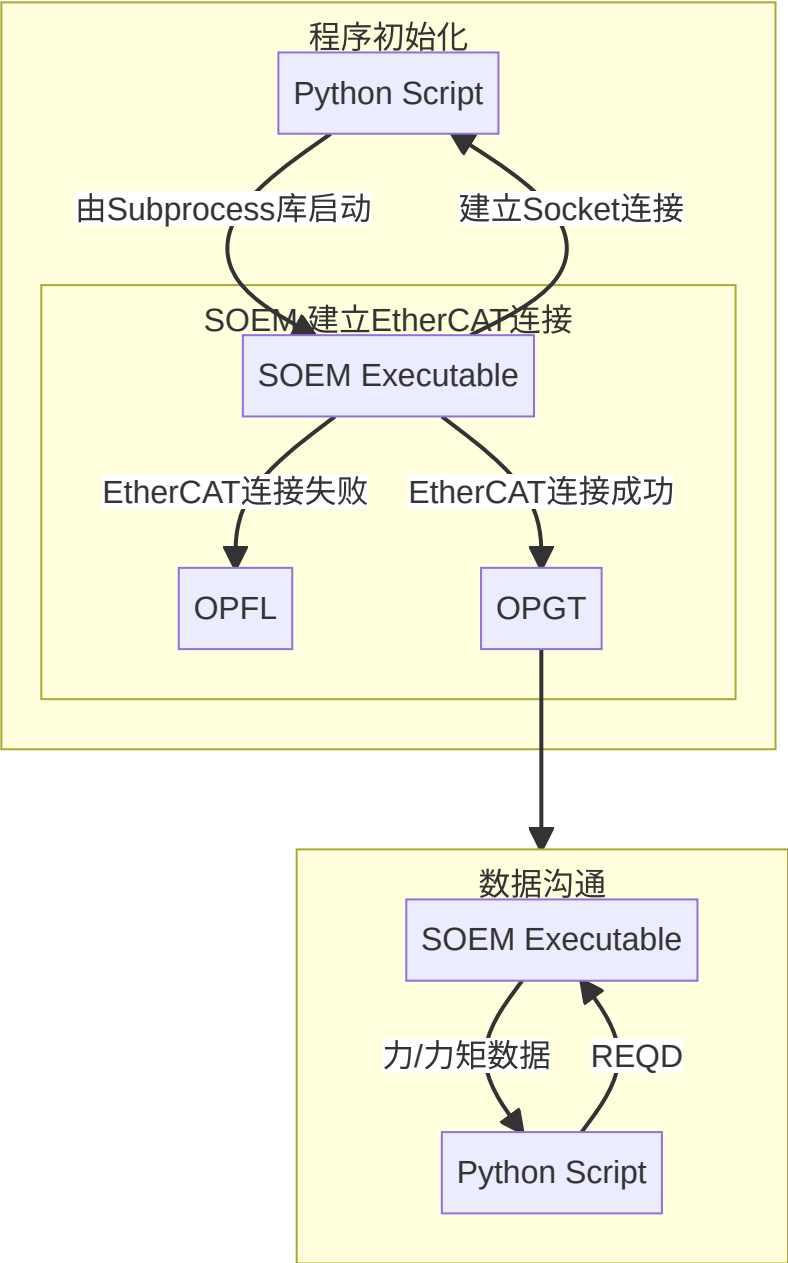 程序初始化
Python Script
由Subprocess库启动
建立Socket连接
SOEM 建立EtherCAT连接
SOEM Executable
EtherCAT连接失败
EtherCAT连接成功
OPFL
OPGT
数据沟通
SOEM Executable
力/力矩数据
REQD
Python Script